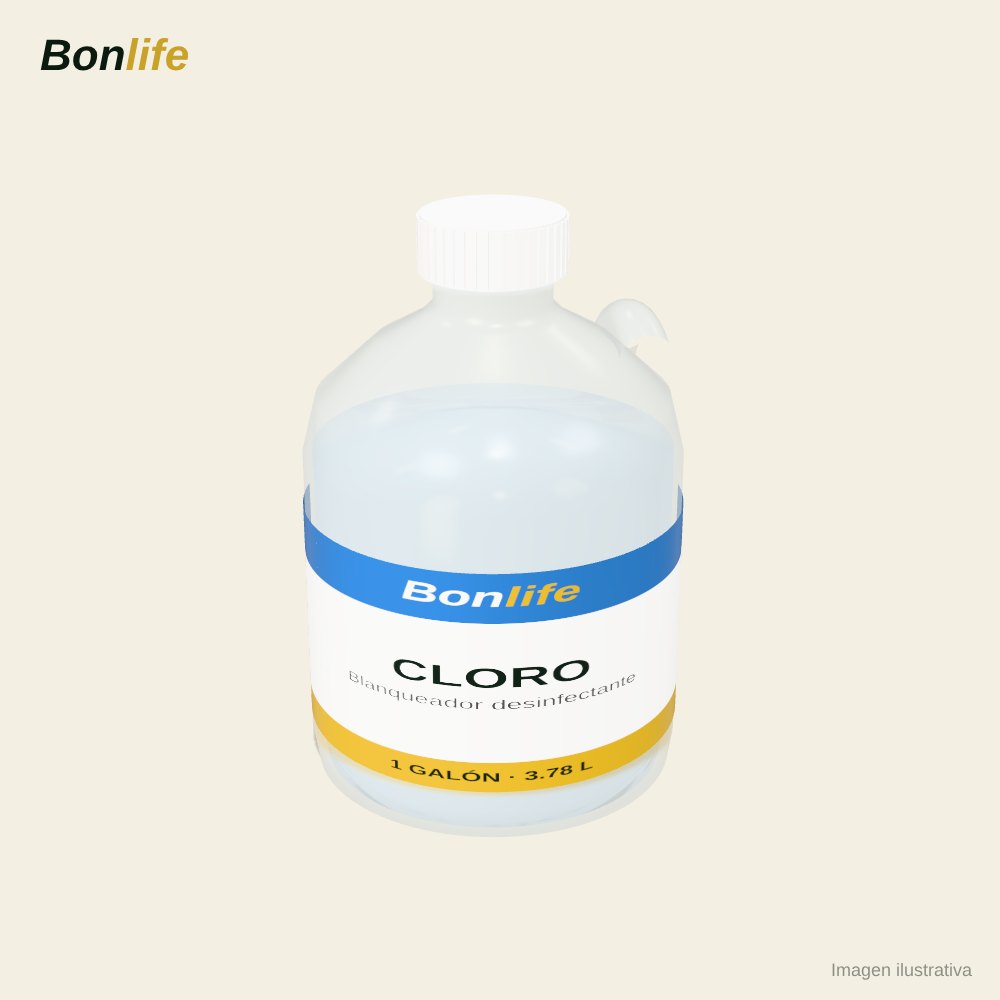 Bonlife
Bonlife
CLORO
Blanqueador desinfectante
1 GALÓN · 3.78 L
Imagen ilustrativa